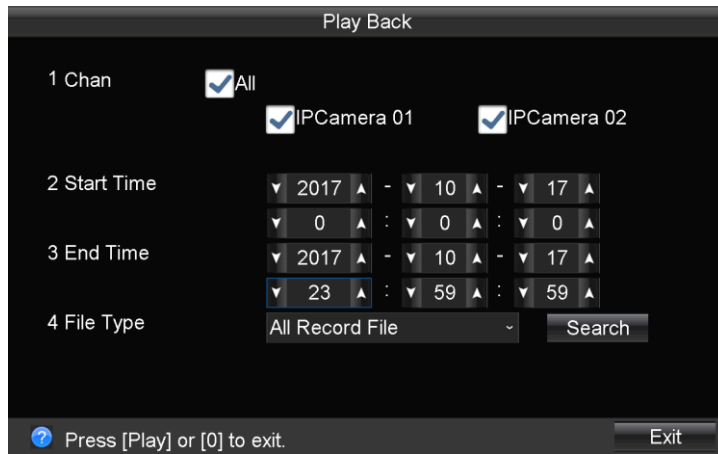 Play Back
1 Chan All
IPCamera 01 IPCamera 02
2 Start Time 2017 - 10 - 17
0 : 0 : 0
3 End Time 2017 - 10 - 17
23 : 59 : 59
4 File Type All Record File Search
? Press [Play] or [0] to exit. Exit